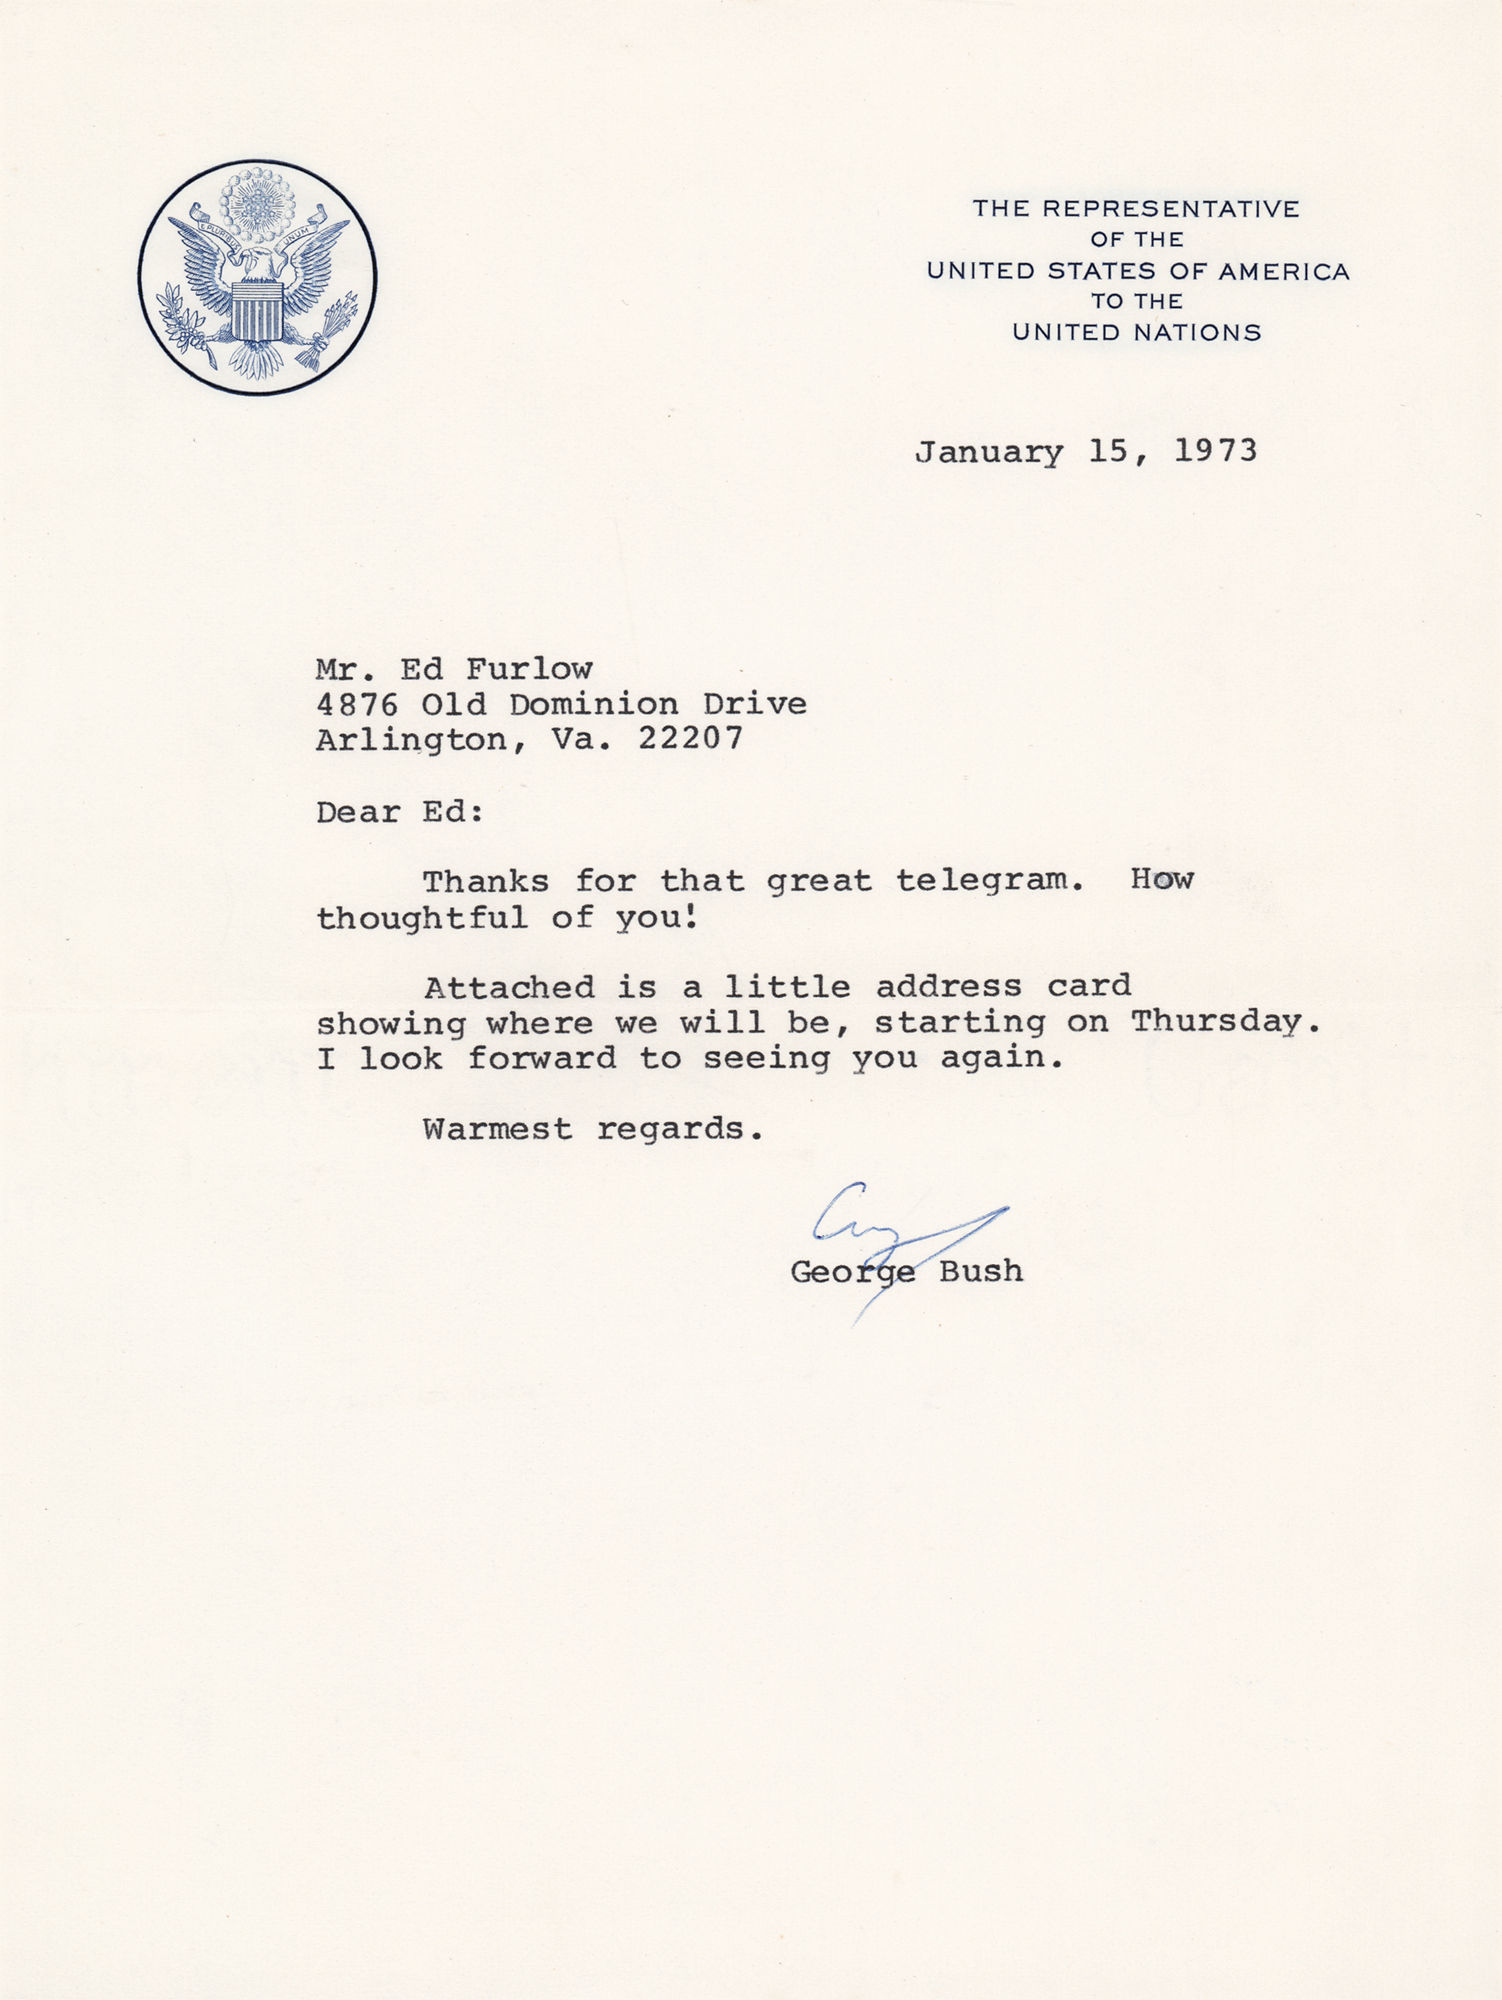 E PLURIBUS UNUM
THE REPRESENTATIVE
OF THE
UNITED STATES OF AMERICA
TO THE
UNITED NATIONS
January 15, 1973
Mr. Ed Furlow
4876 Old Dominion Drive
Arlington, Va. 22207
Dear Ed:
Thanks for that great telegram. How
thoughtful of you!
Attached is a little address card
showing where we will be, starting on Thursday.
I look forward to seeing you again.
Warmest regards.
George Bush